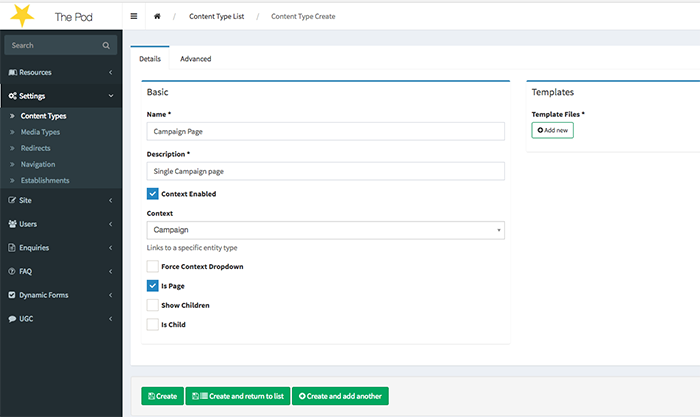 The Pod
/ Content Type List / Content Type Create
Search
Resources
Settings
Content Types
Media Types
Redirects
Navigation
Establishments
Site
Users
Enquiries
FAQ
Dynamic Forms
UGC
Details Advanced
Basic
Name *
Campaign Page
Description *
Single Campaign page
Context Enabled
Context
Campaign
Links to a specific entity type
Force Context Dropdown
Is Page
Show Children
Is Child
Templates
Template Files *
Add new
Create Create and return to list Create and add another